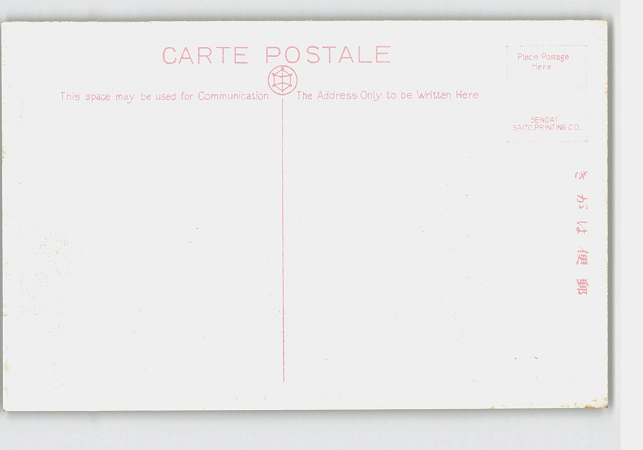 CARTE POSTALE
This space may be used for Communication
The Address Only to be Written Here
Place Postage
Here
SENDAI
SAITO PRINTING CO.
きがは便郵